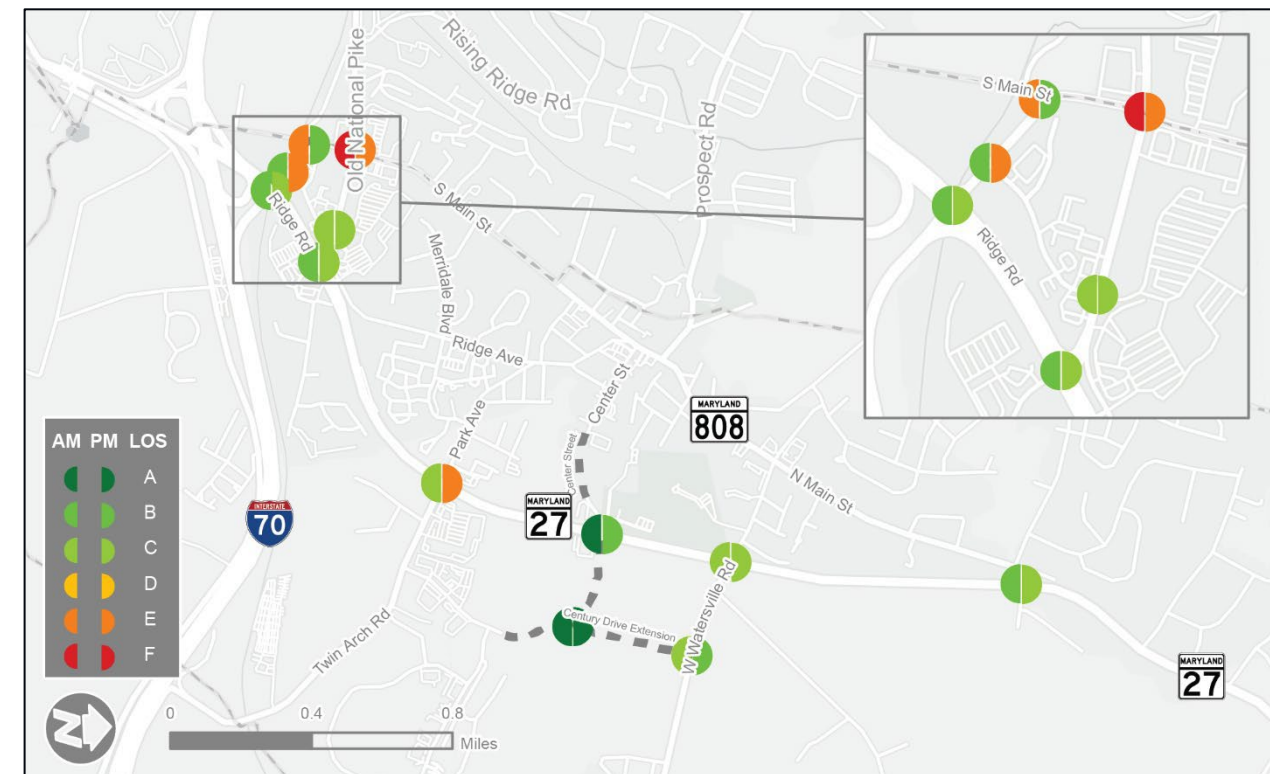 Rising Ridge Rd
Old National Pike
Prospect Rd
S Main St
Ridge Rd
S Main St
Ridge Rd
Merridale Blvd
Ridge Ave
Center St
MARYLAND
808
Park Ave
Center Street
N Main St
MARYLAND
27
INTERSTATE
70
W Watersville Rd
Century Drive Extension
Twin Arch Rd
MARYLAND
27
AM PM LOS
A
B
C
D
E
F
N
0 0.4 0.8
Miles